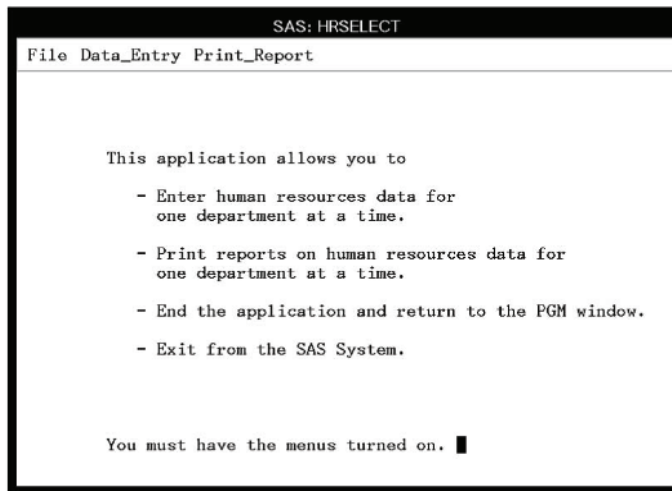 SAS: HRSELECT
File Data_Entry Print_Report
This application allows you to
- Enter human resources data for
one department at a time.
- Print reports on human resources data for
one department at a time.
- End the application and return to the PGM window.
- Exit from the SAS System.
You must have the menus turned on.